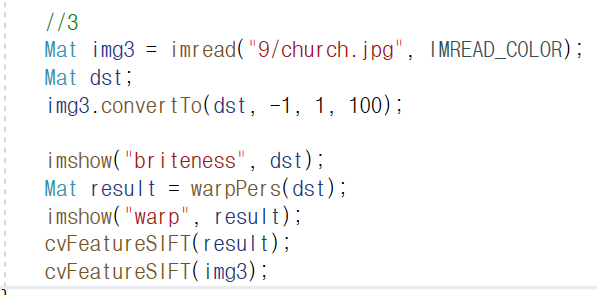 //3
Mat img3 = imread("9/church.jpg", IMREAD_COLOR);
Mat dst;
img3.convertTo(dst, -1, 1, 100);
imshow("briteness", dst);
Mat result = warpPers(dst);
imshow("warp", result);
cvFeatureSIFT(result);
cvFeatureSIFT(img3);
}